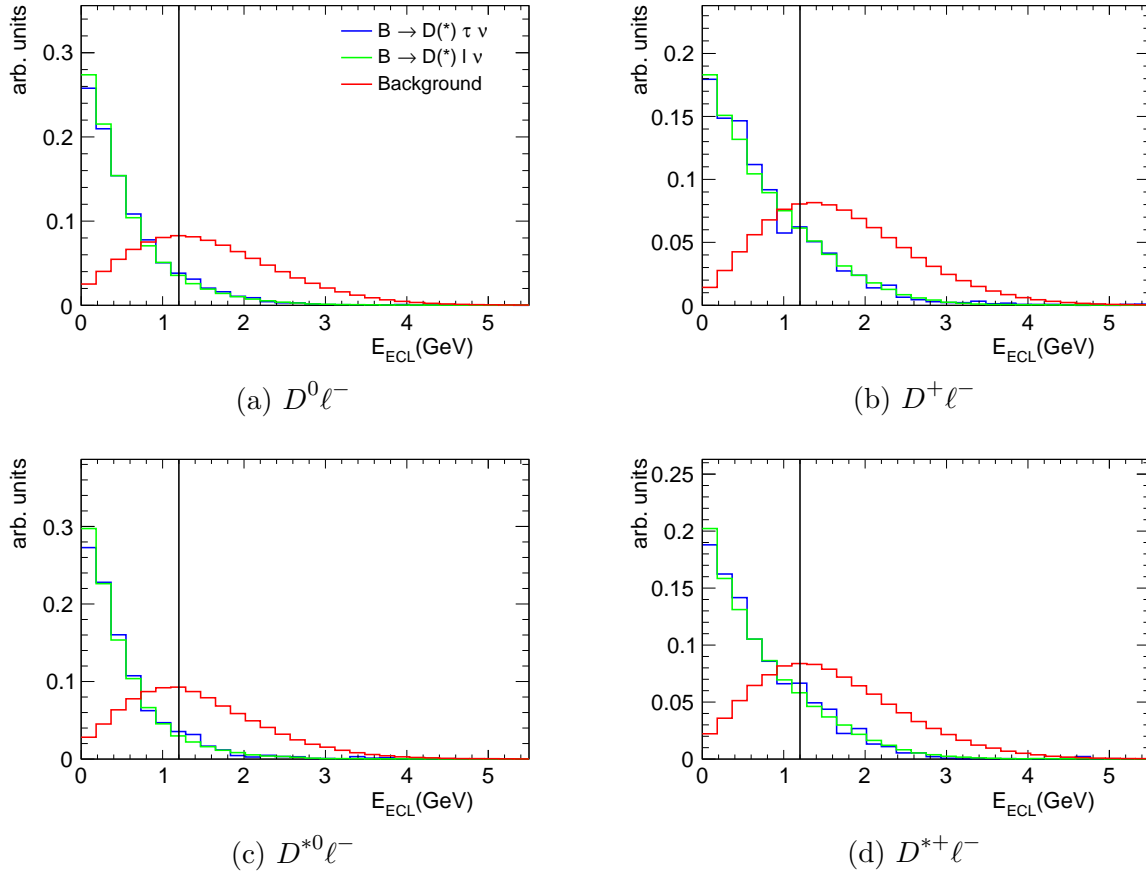 arb. units
0.3
0.2
0.1
0
B → D(*) τ ν
B → D(*) l ν
Background
0 1 2 3 4 5
E_ECL(GeV)
(a) D^0ℓ^-
arb. units
0.2
0.15
0.1
0.05
0
0 1 2 3 4 5
E_ECL(GeV)
(b) D^+ℓ^-
arb. units
0.3
0.2
0.1
0
0 1 2 3 4 5
E_ECL(GeV)
(c) D^{*0}ℓ^-
arb. units
0.25
0.2
0.15
0.1
0.05
0
0 1 2 3 4 5
E_ECL(GeV)
(d) D^{*+}ℓ^-